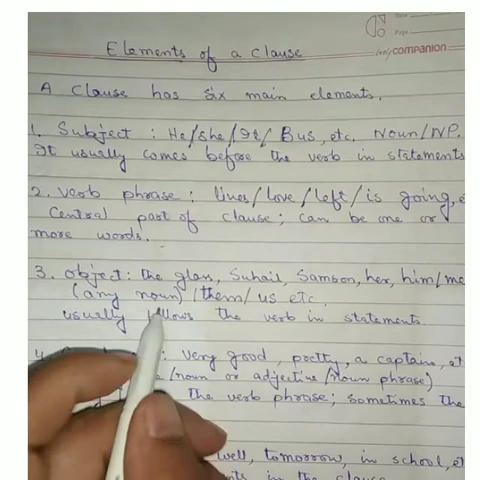 Date
Page
companion
Elements of a Clause
A clause has six main elements.
1. Subject : He/she/It/ Bus, etc. Noun/NP.
It usually comes before the verb in statements
2. Verb phrase : lives/love/left/is going,
Central part of clause; can be one or
more words.
3. Object : the glass, Suhail, Samson, her, him/me
(any noun) /them/us etc.
usually follows the verb in statements.
4. : very good, pretty, a captain, et
/noun or adjective/Noun phrase)
the verb phrase; sometimes the
well, tomorrow, in school, et
in the clause